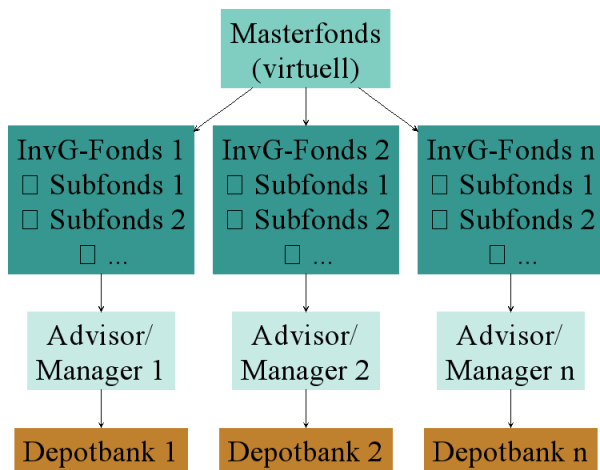 Masterfonds
(virtuell)
InvG-Fonds 1
□ Subfonds 1
□ Subfonds 2
□ ...
InvG-Fonds 2
□ Subfonds 1
□ Subfonds 2
□ ...
InvG-Fonds n
□ Subfonds 1
□ Subfonds 2
□ ...
Advisor/
Manager 1
Advisor/
Manager 2
Advisor/
Manager n
Depotbank 1
Depotbank 2
Depotbank n